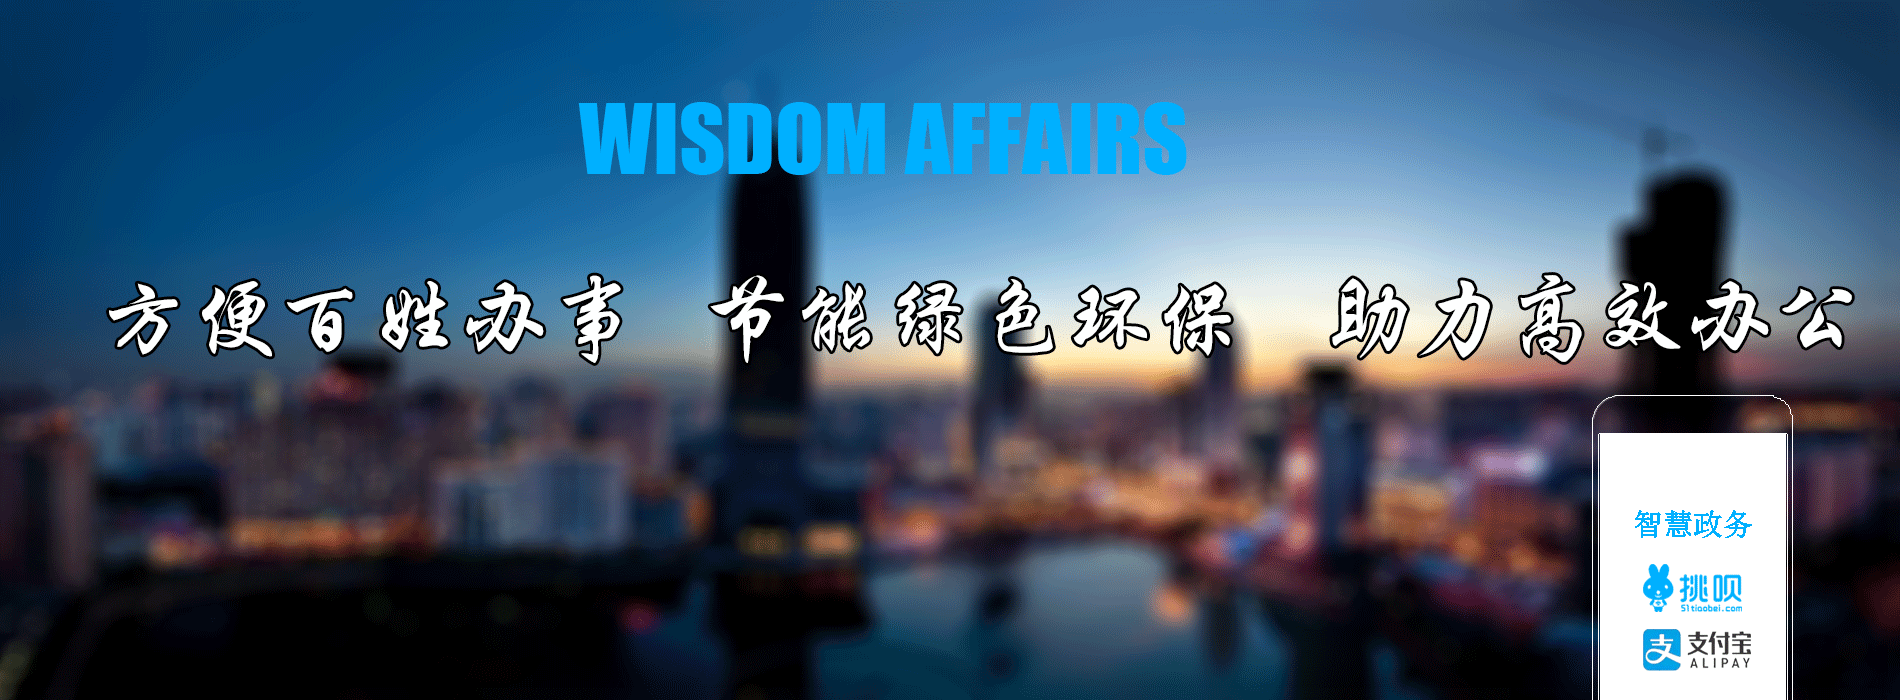 WISDOM AFFAIRS
方便百姓办事 节能绿色环保 助力高效办公
智慧政务
挑呗
51tiaobei.com
支付宝
ALIPAY